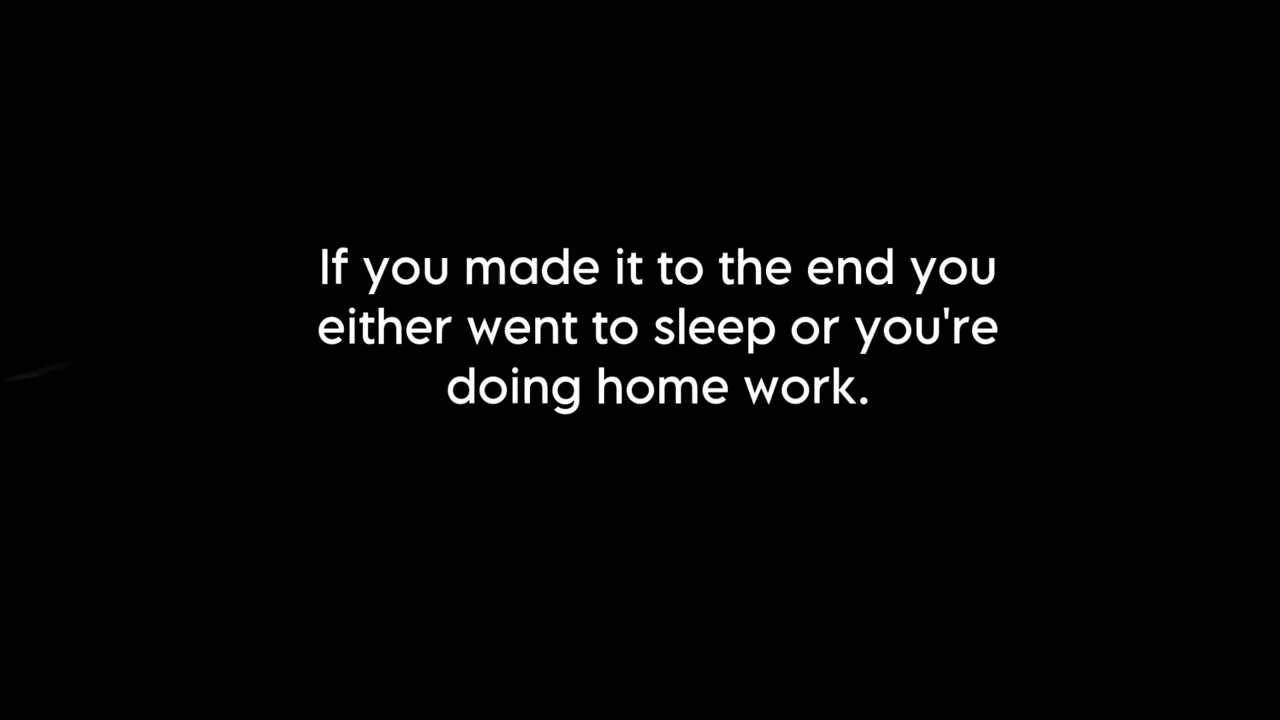 If you made it to the end you
either went to sleep or you're
doing home work.